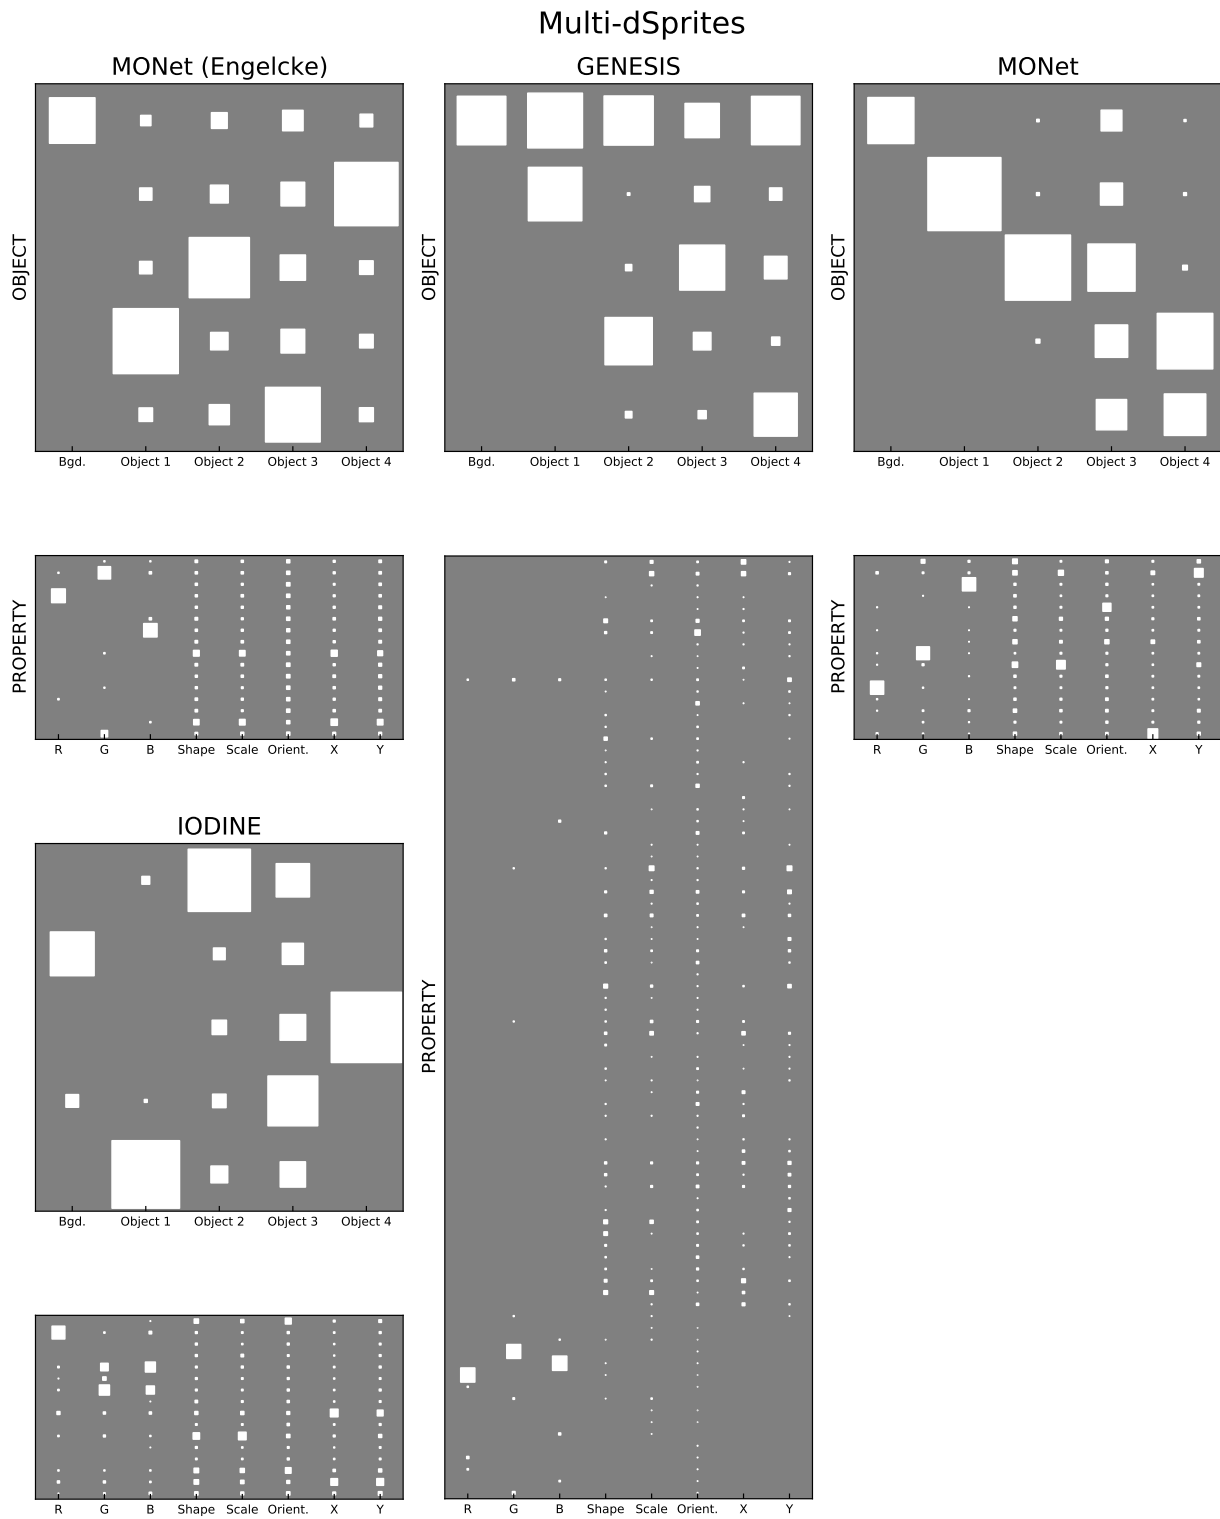 Multi-dSprites
MONet (Engelcke)
GENESIS
MONet
OBJECT
OBJECT
OBJECT
Bgd. Object 1 Object 2 Object 3 Object 4
Bgd. Object 1 Object 2 Object 3 Object 4
Bgd. Object 1 Object 2 Object 3 Object 4
PROPERTY
PROPERTY
R G B Shape Scale Orient. X Y
R G B Shape Scale Orient. X Y
IODINE
PROPERTY
Bgd. Object 1 Object 2 Object 3 Object 4
R G B Shape Scale Orient. X Y
R G B Shape Scale Orient. X Y